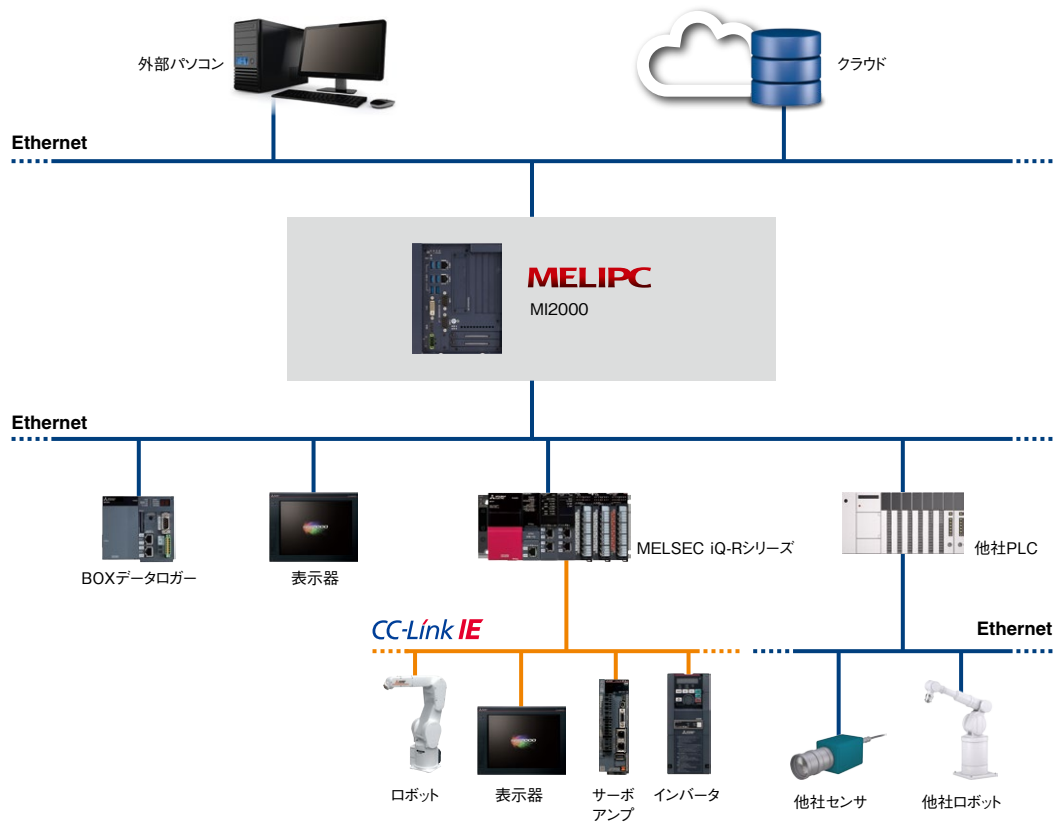 外部パソコン
クラウド
Ethernet
MELIPC
MI2000
Ethernet
BOXデータロガー
表示器
MELSEC iQ-Rシリーズ
他社PLC
CC-Link IE
Ethernet
ロボット
表示器
サーボ
アンプ
インバータ
他社センサ
他社ロボット